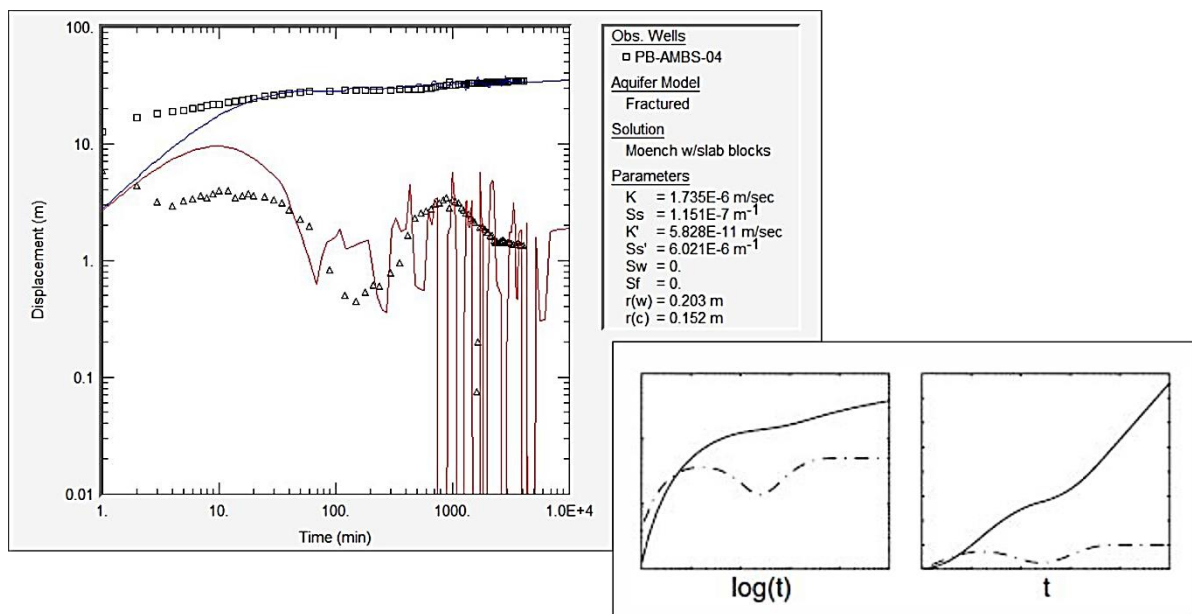 100.
10.
1.
0.1
0.01
1.
10.
100.
1000.
1.0E+4
Time (min)
Displacement (m)
Obs. Wells
□ PB-AMBS-04
Aquifer Model
Fractured
Solution
Moench w/slab blocks
Parameters
K = 1.735E-6 m/sec
Ss = 1.151E-7 m⁻¹
K' = 5.828E-11 m/sec
Ss' = 6.021E-6 m⁻¹
Sw = 0.
Sf = 0.
r(w) = 0.203 m
r(c) = 0.152 m
log(t)
t